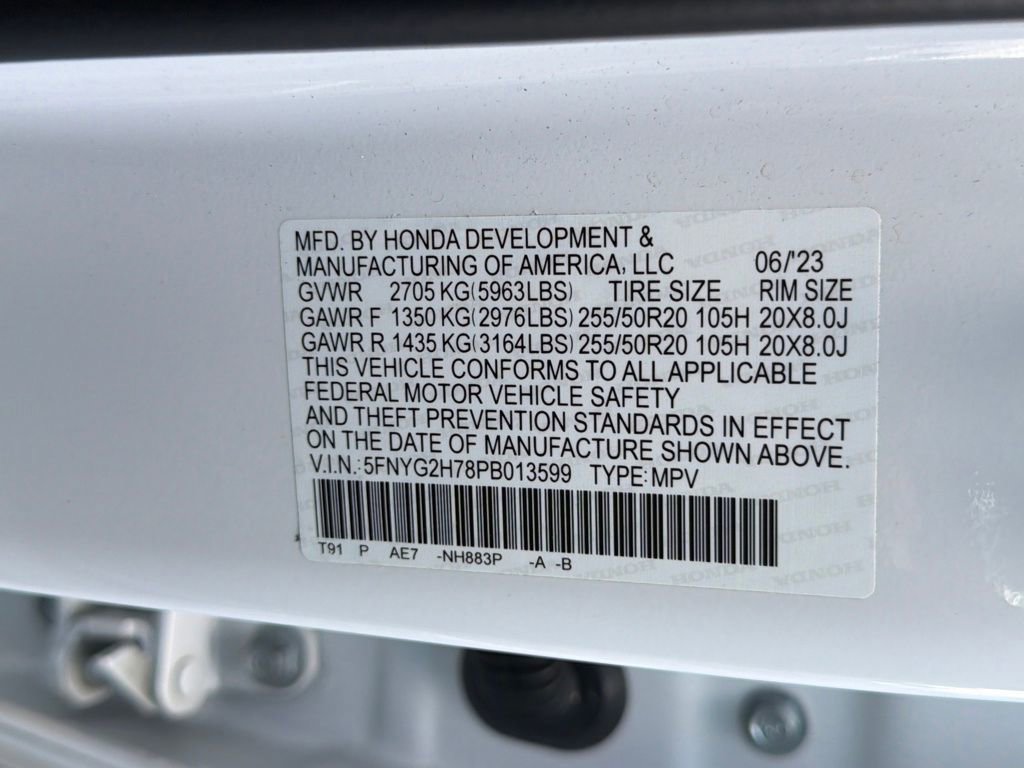 MFD. BY HONDA DEVELOPMENT &
MANUFACTURING OF AMERICA, LLC 06/'23
GVWR 2705 KG(5963LBS) TIRE SIZE RIM SIZE
GAWR F 1350 KG(2976LBS) 255/50R20 105H 20X8.0J
GAWR R 1435 KG(3164LBS) 255/50R20 105H 20X8.0J
THIS VEHICLE CONFORMS TO ALL APPLICABLE
FEDERAL MOTOR VEHICLE SAFETY
AND THEFT PREVENTION STANDARDS IN EFFECT
ON THE DATE OF MANUFACTURE SHOWN ABOVE.
V.I.N.: 5FNYG2H78PB013599 TYPE: MPV
* T91 P AE7 -NH883P -A -B